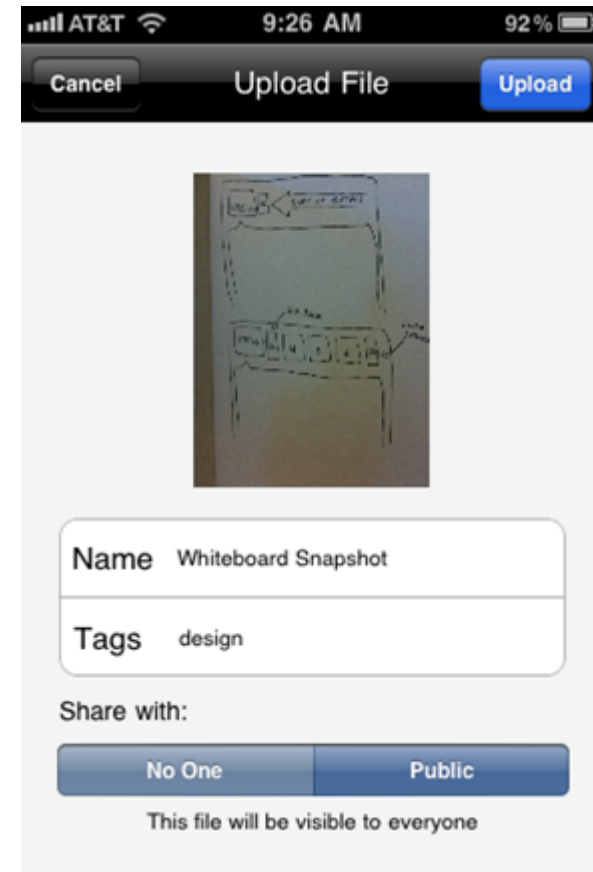 AT&T 9:26 AM 92%
Cancel Upload File Upload
Name Whiteboard Snapshot
Tags design
Share with:
No One Public
This file will be visible to everyone